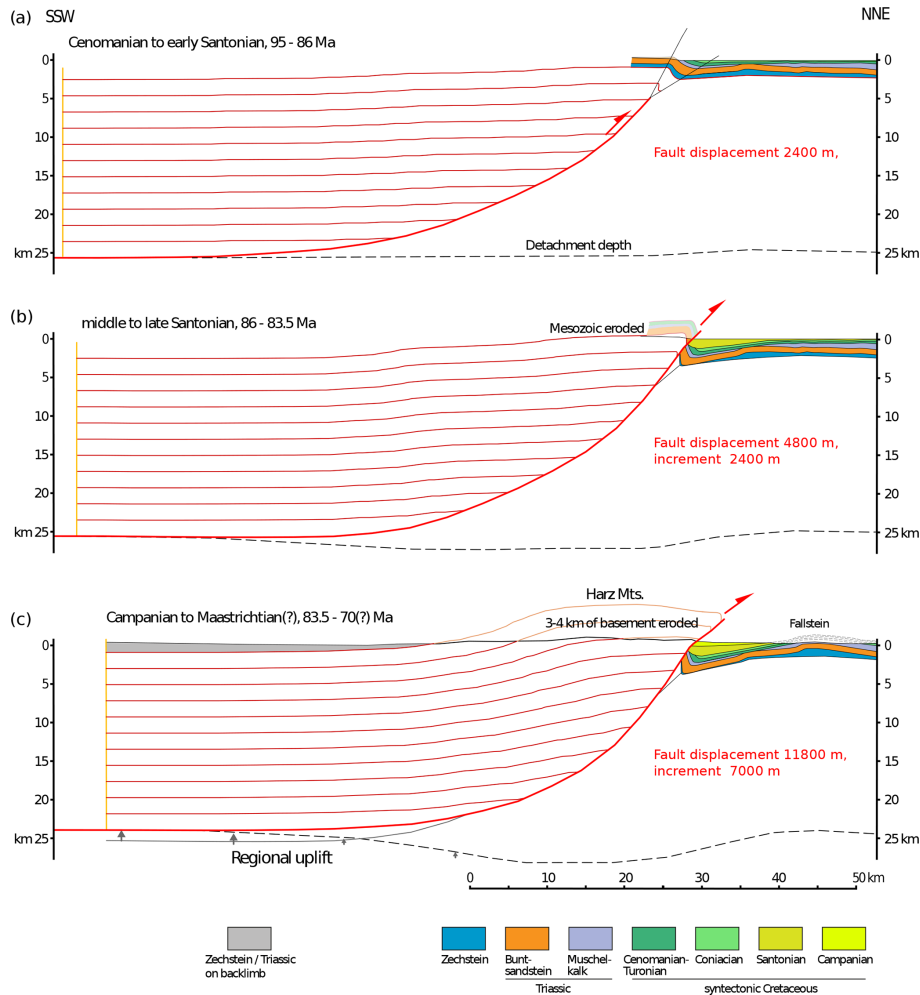 SSW
NNE
(a)
Cenomanian to early Santonian, 95 - 86 Ma
0
5
10
15
20
km 25
0
5
10
15
20
25 km
Fault displacement 2400 m,
Detachment depth
(b)
middle to late Santonian, 86 - 83.5 Ma
Mesozoic eroded
0
5
10
15
20
km 25
0
5
10
15
20
25 km
Fault displacement 4800 m,
increment 2400 m
(c)
Campanian to Maastrichtian(?), 83.5 - 70(?) Ma
Harz Mts.
3-4 km of basement eroded
Fallstein
0
5
10
15
20
km 25
0
5
10
15
20
25 km
Fault displacement 11800 m,
increment 7000 m
Regional uplift
0 10 20 30 40 50 km
Zechstein / Triassic
on backlimb
Zechstein
Bunt-
sandstein
Muschel-
kalk
Cenomanian-
Turonian
Coniacian
Santonian
Campanian
Triassic
syntectonic Cretaceous